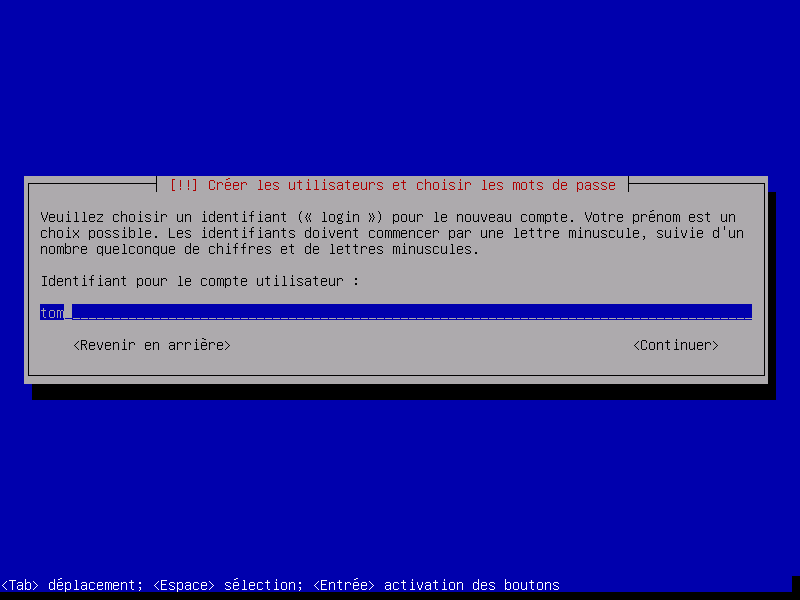 [!!] Créer les utilisateurs et choisir les mots de passe
Veuillez choisir un identifiant (« login ») pour le nouveau compte. Votre prénom est un
choix possible. Les identifiants doivent commencer par une lettre minuscule, suivie d'un
nombre quelconque de chiffres et de lettres minuscules.
Identifiant pour le compte utilisateur :
tom
<Revenir en arrière> <Continuer>
<Tab> déplacement; <Espace> sélection; <Entrée> activation des boutons